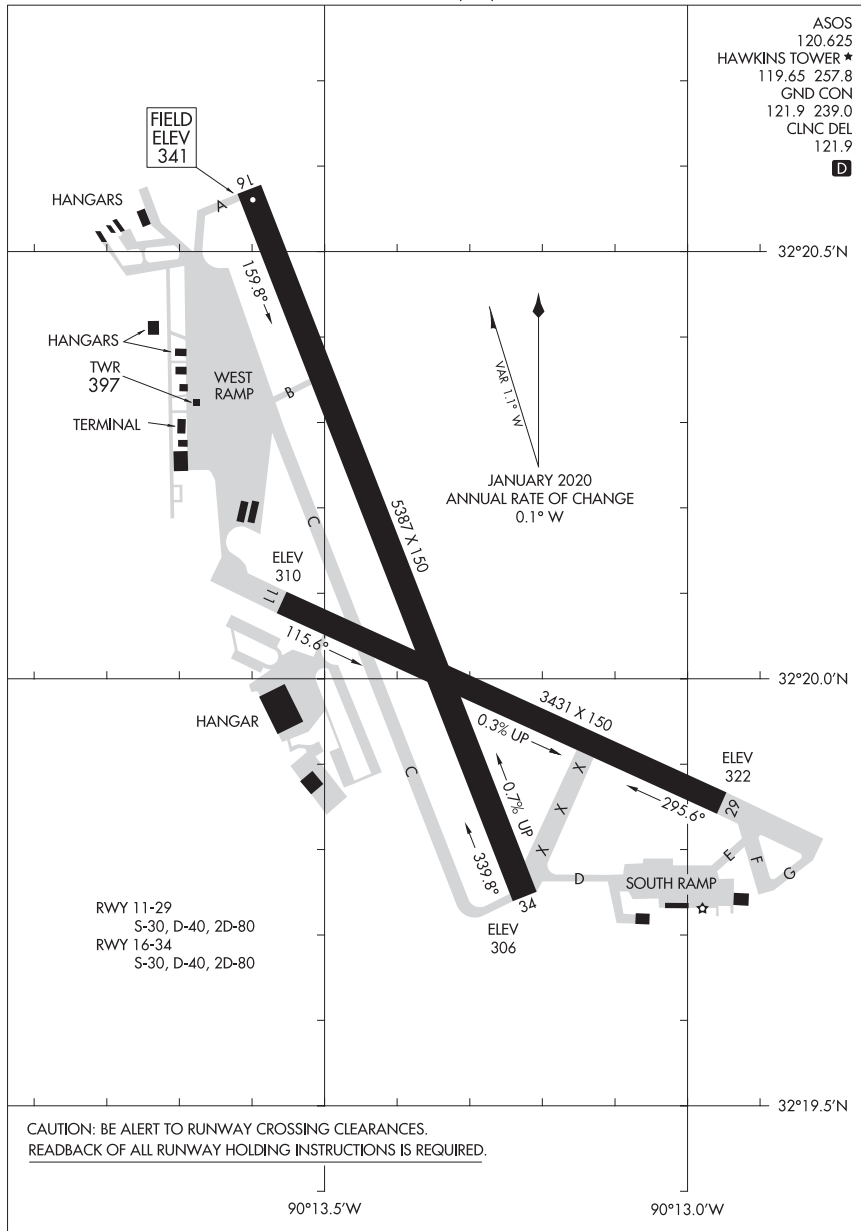 ASOS
120.625
HAWKINS TOWER ★
119.65 257.8
GND CON
121.9 239.0
CLNC DEL
121.9
D
FIELD
ELEV
341
16
A
HANGARS
32°20.5'N
159.8°
HANGARS
TWR
397
WEST
RAMP
TERMINAL
B
VAR 1.1° W
JANUARY 2020
ANNUAL RATE OF CHANGE
0.1° W
C
5387 X 150
ELEV
310
11
115.6°
32°20.0'N
HANGAR
3431 X 150
0.3% UP
C
0.7% UP
X
X
X
ELEV
322
29
295.6°
339.8°
E
F
G
D
SOUTH RAMP
34
ELEV
306
RWY 11-29
S-30, D-40, 2D-80
RWY 16-34
S-30, D-40, 2D-80
32°19.5'N
CAUTION: BE ALERT TO RUNWAY CROSSING CLEARANCES.
READBACK OF ALL RUNWAY HOLDING INSTRUCTIONS IS REQUIRED.
90°13.5'W
90°13.0'W